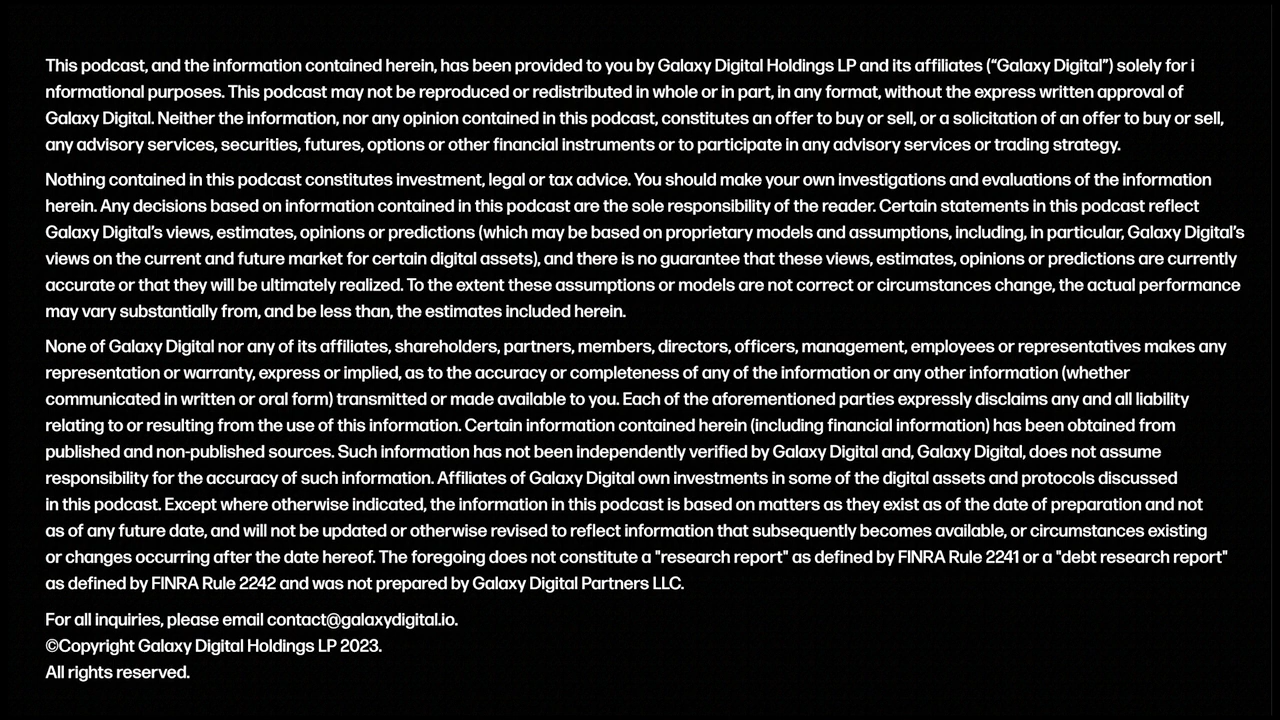 This podcast, and the information contained herein, has been provided to you by Galaxy Digital Holdings LP and its affiliates (“Galaxy Digital”) solely for i
nformational purposes. This podcast may not be reproduced or redistributed in whole or in part, in any format, without the express written approval of
Galaxy Digital. Neither the information, nor any opinion contained in this podcast, constitutes an offer to buy or sell, or a solicitation of an offer to buy or sell,
any advisory services, securities, futures, options or other financial instruments or to participate in any advisory services or trading strategy.
Nothing contained in this podcast constitutes investment, legal or tax advice. You should make your own investigations and evaluations of the information
herein. Any decisions based on information contained in this podcast are the sole responsibility of the reader. Certain statements in this podcast reflect
Galaxy Digital’s views, estimates, opinions or predictions (which may be based on proprietary models and assumptions, including, in particular, Galaxy Digital’s
views on the current and future market for certain digital assets), and there is no guarantee that these views, estimates, opinions or predictions are currently
accurate or that they will be ultimately realized. To the extent these assumptions or models are not correct or circumstances change, the actual performance
may vary substantially from, and be less than, the estimates included herein.
None of Galaxy Digital nor any of its affiliates, shareholders, partners, members, directors, officers, management, employees or representatives makes any
representation or warranty, express or implied, as to the accuracy or completeness of any of the information or any other information (whether
communicated in written or oral form) transmitted or made available to you. Each of the aforementioned parties expressly disclaims any and all liability
relating to or resulting from the use of this information. Certain information contained herein (including financial information) has been obtained from
published and non-published sources. Such information has not been independently verified by Galaxy Digital and, Galaxy Digital, does not assume
responsibility for the accuracy of such information. Affiliates of Galaxy Digital own investments in some of the digital assets and protocols discussed
in this podcast. Except where otherwise indicated, the information in this podcast is based on matters as they exist as of the date of preparation and not
as of any future date, and will not be updated or otherwise revised to reflect information that subsequently becomes available, or circumstances existing
or changes occurring after the date hereof. The foregoing does not constitute a "research report" as defined by FINRA Rule 2241 or a "debt research report"
as defined by FINRA Rule 2242 and was not prepared by Galaxy Digital Partners LLC.
For all inquiries, please email contact@galaxydigital.io.
©Copyright Galaxy Digital Holdings LP 2023.
All rights reserved.